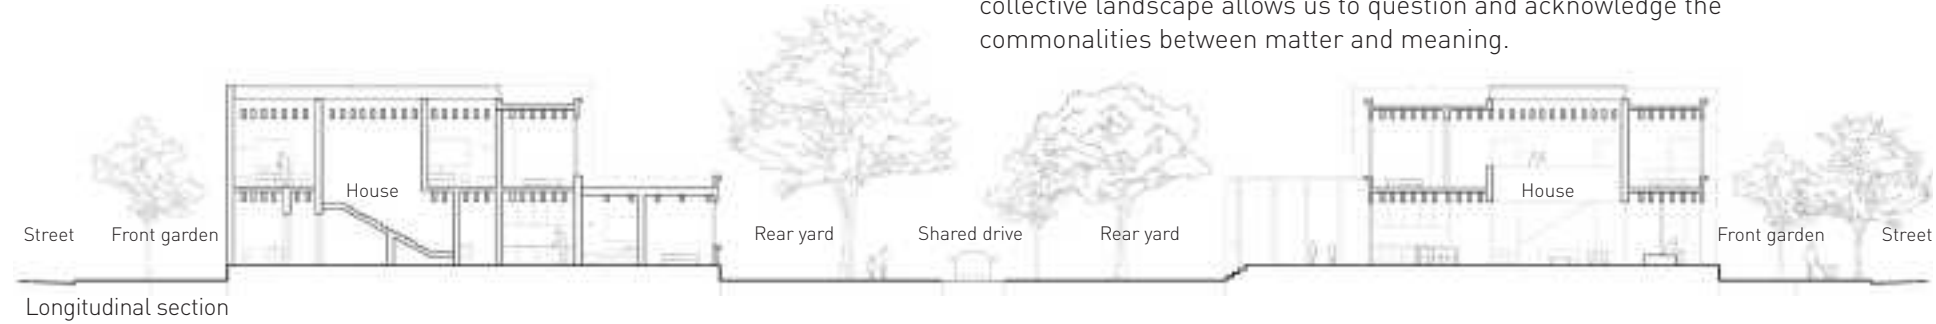 collective landscape allows us to question and acknowledge the
commonalities between matter and meaning.
House
House
Street
Front garden
Rear yard
Shared drive
Rear yard
Front garden
Street
Longitudinal section